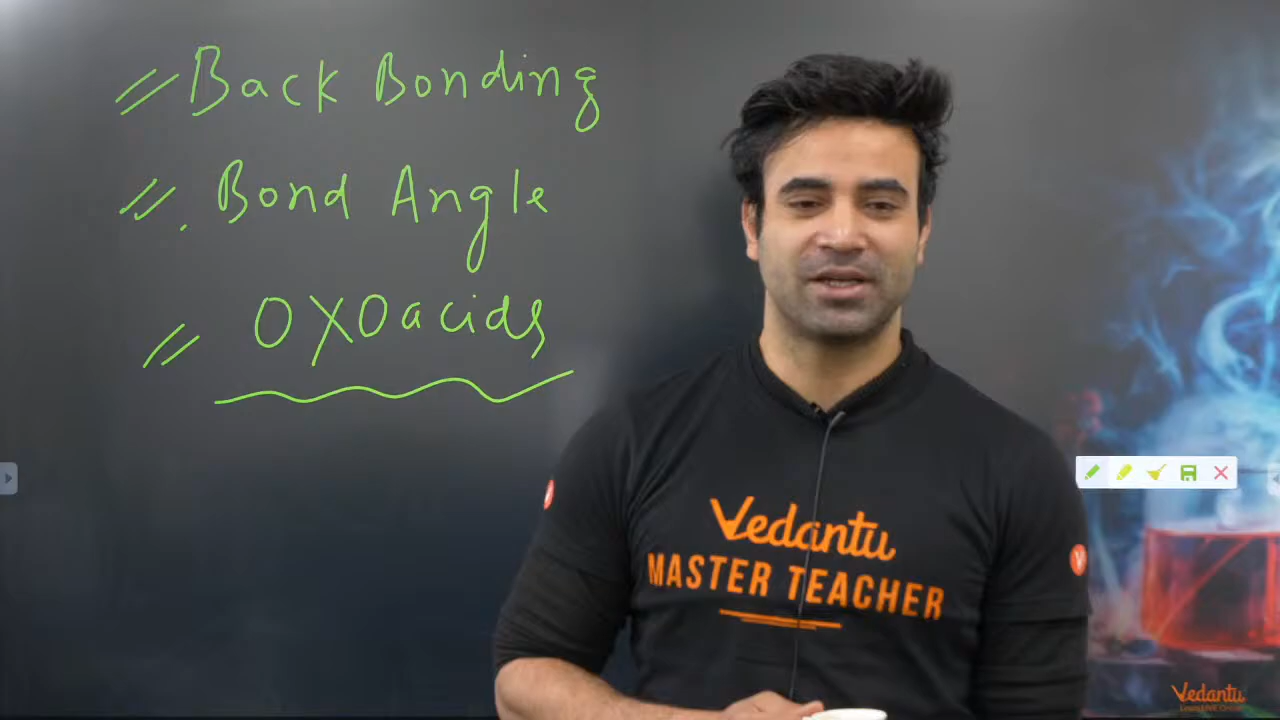 Back Bonding
Bond Angle
OXOacids
Vedantu
MASTER TEACHER
Vedantu